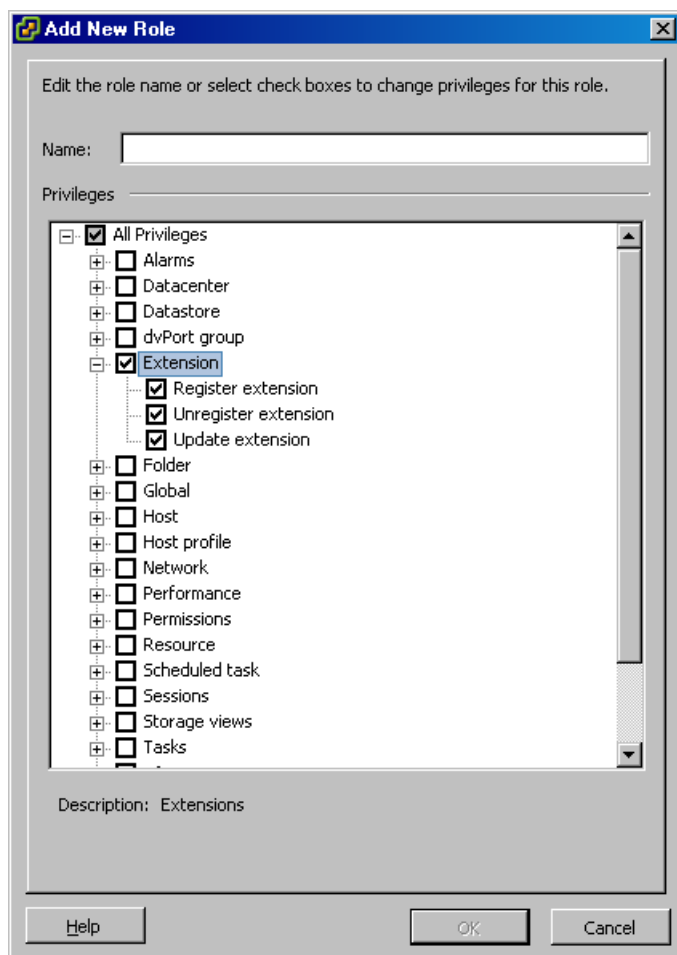 Add New Role
Edit the role name or select check boxes to change privileges for this role.
Name:
Privileges
All Privileges
Alarms
Datacenter
Datastore
dvPort group
Extension
Register extension
Unregister extension
Update extension
Folder
Global
Host
Host profile
Network
Performance
Permissions
Resource
Scheduled task
Sessions
Storage views
Tasks
Description: Extensions
Help
OK
Cancel